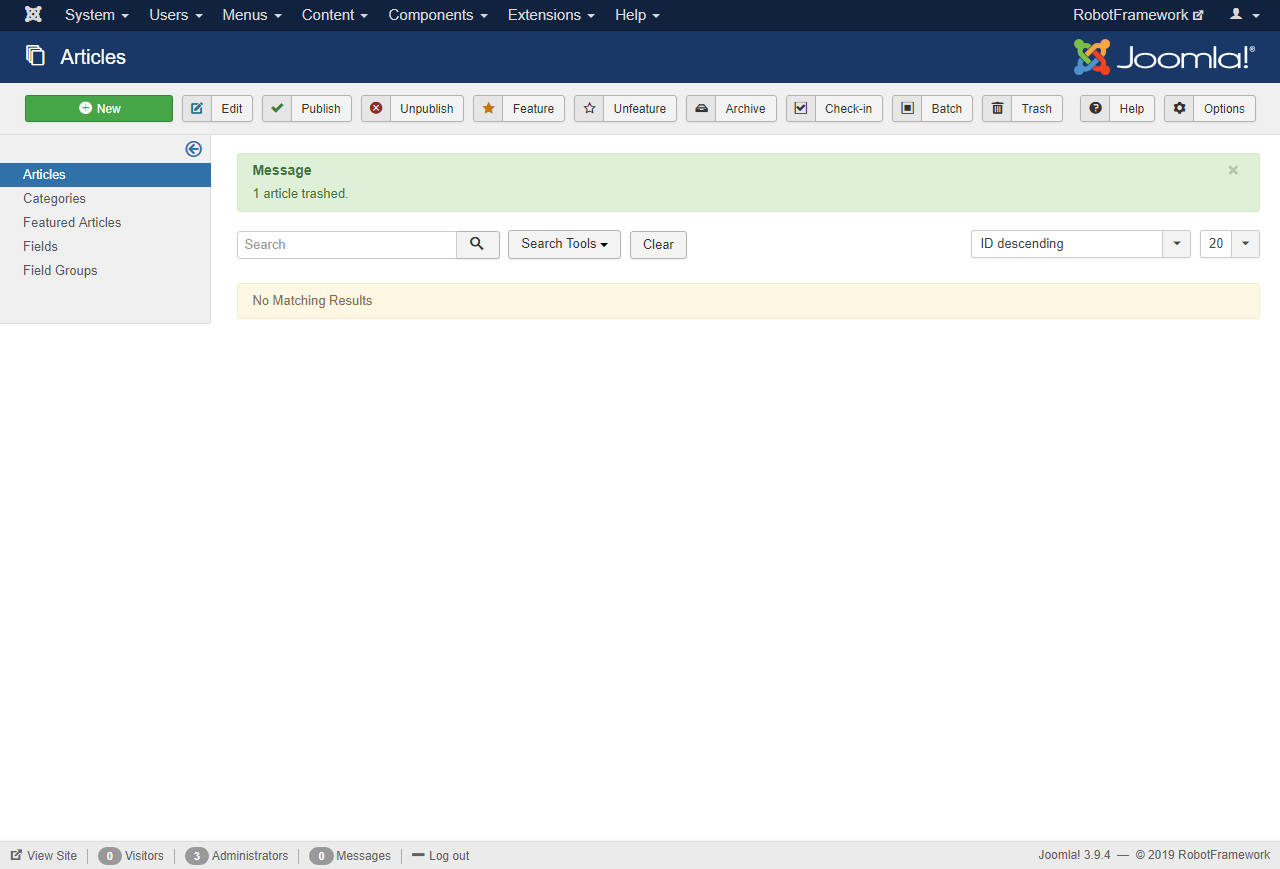 System Users Menus Content Components Extensions Help RobotFramework
Articles Joomla!®
New Edit Publish Unpublish Feature Unfeature Archive Check-in Batch Trash Help Options
Articles
Categories
Featured Articles
Fields
Field Groups
Message ×
1 article trashed.
Search Search Tools Clear ID descending 20
No Matching Results
View Site 0 Visitors 3 Administrators 0 Messages Log out Joomla! 3.9.4 — © 2019 RobotFramework